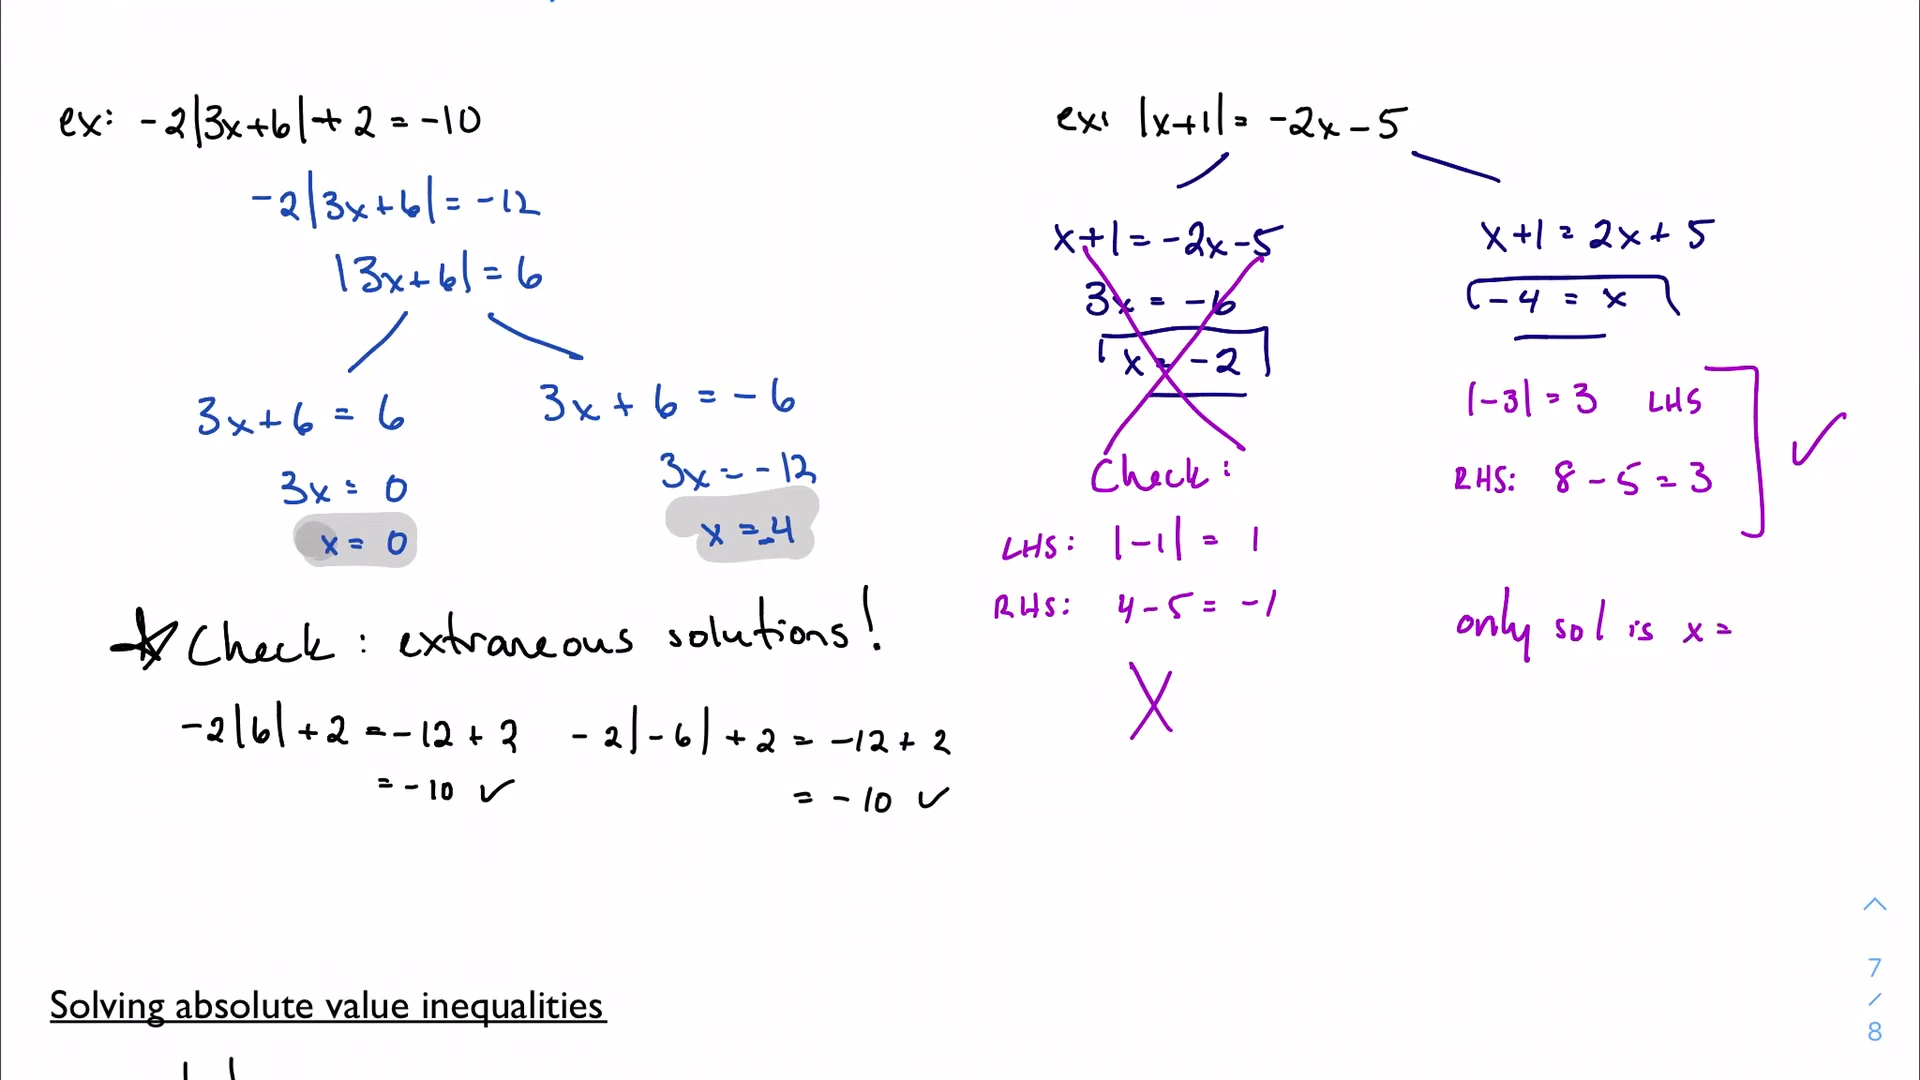 ex: -2|3x+6|+2 = -10
-2|3x+6| = -12
|3x+6| = 6
3x+6 = 6
3x = 0
x = 0
3x+6 = -6
3x = -12
x = -4
Check: extraneous solutions!
-2|6|+2 = -12+2
= -10 ✓
-2|-6|+2 = -12+2
= -10 ✓
ex: |x+1| = -2x-5
x+1 = -2x-5
3x = -6
x = -2
Check:
LHS: |-1| = 1
RHS: 4-5 = -1
X
x+1 = 2x+5
-4 = x
|-3| = 3 LHS
RHS: 8-5 = 3
✓
only sol is x =
Solving absolute value inequalities
7
/
8